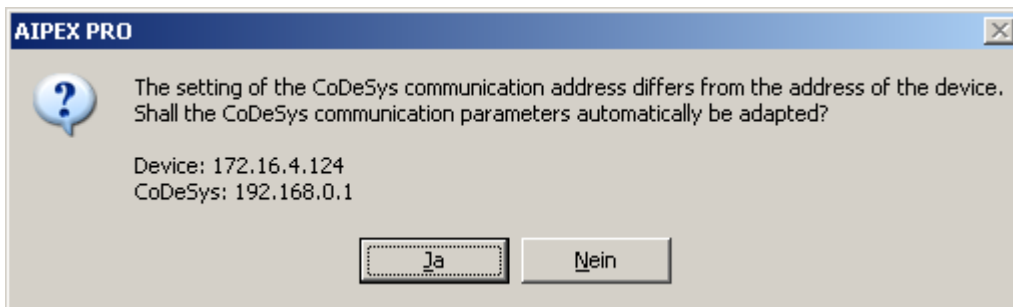 AIPEX PRO
The setting of the CoDeSys communication address differs from the address of the device.
Shall the CoDeSys communication parameters automatically be adapted?
Device: 172.16.4.124
CoDeSys: 192.168.0.1
Ja
Nein